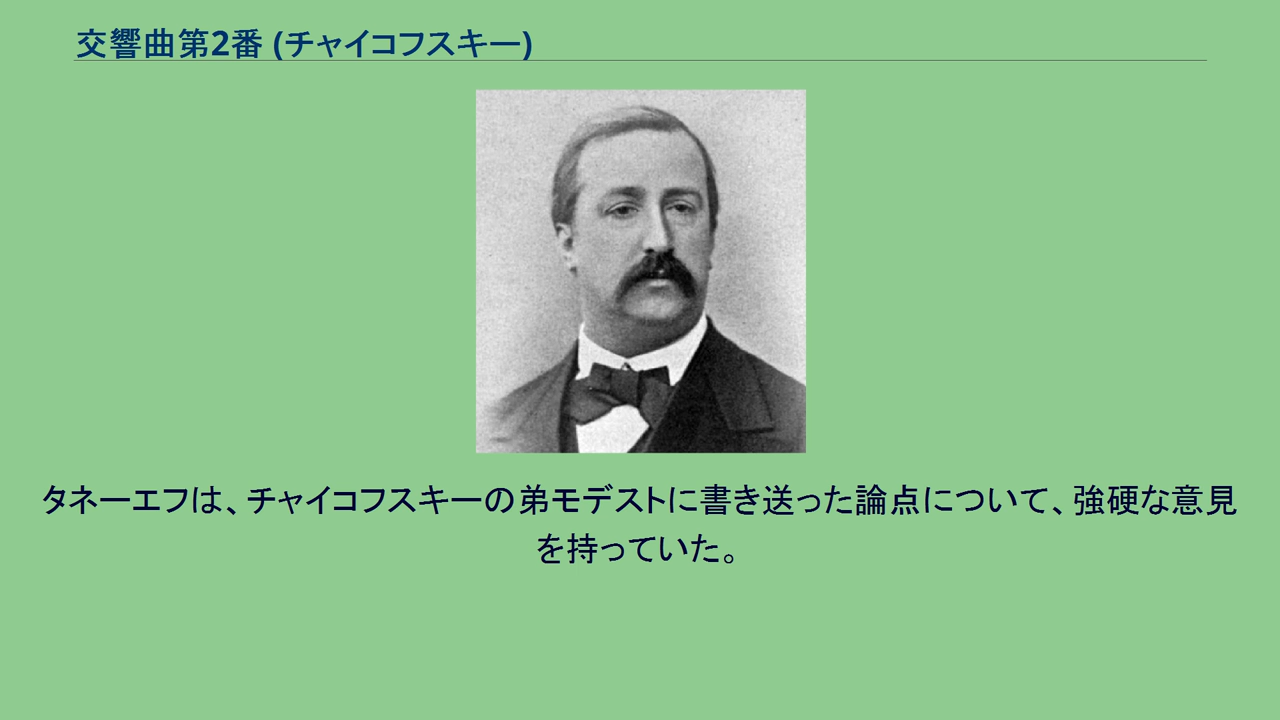 交響曲第2番 (チャイコフスキー)
タネーエフは、チャイコフスキーの弟モデストに書き送った論点について、強硬な意見
を持っていた。